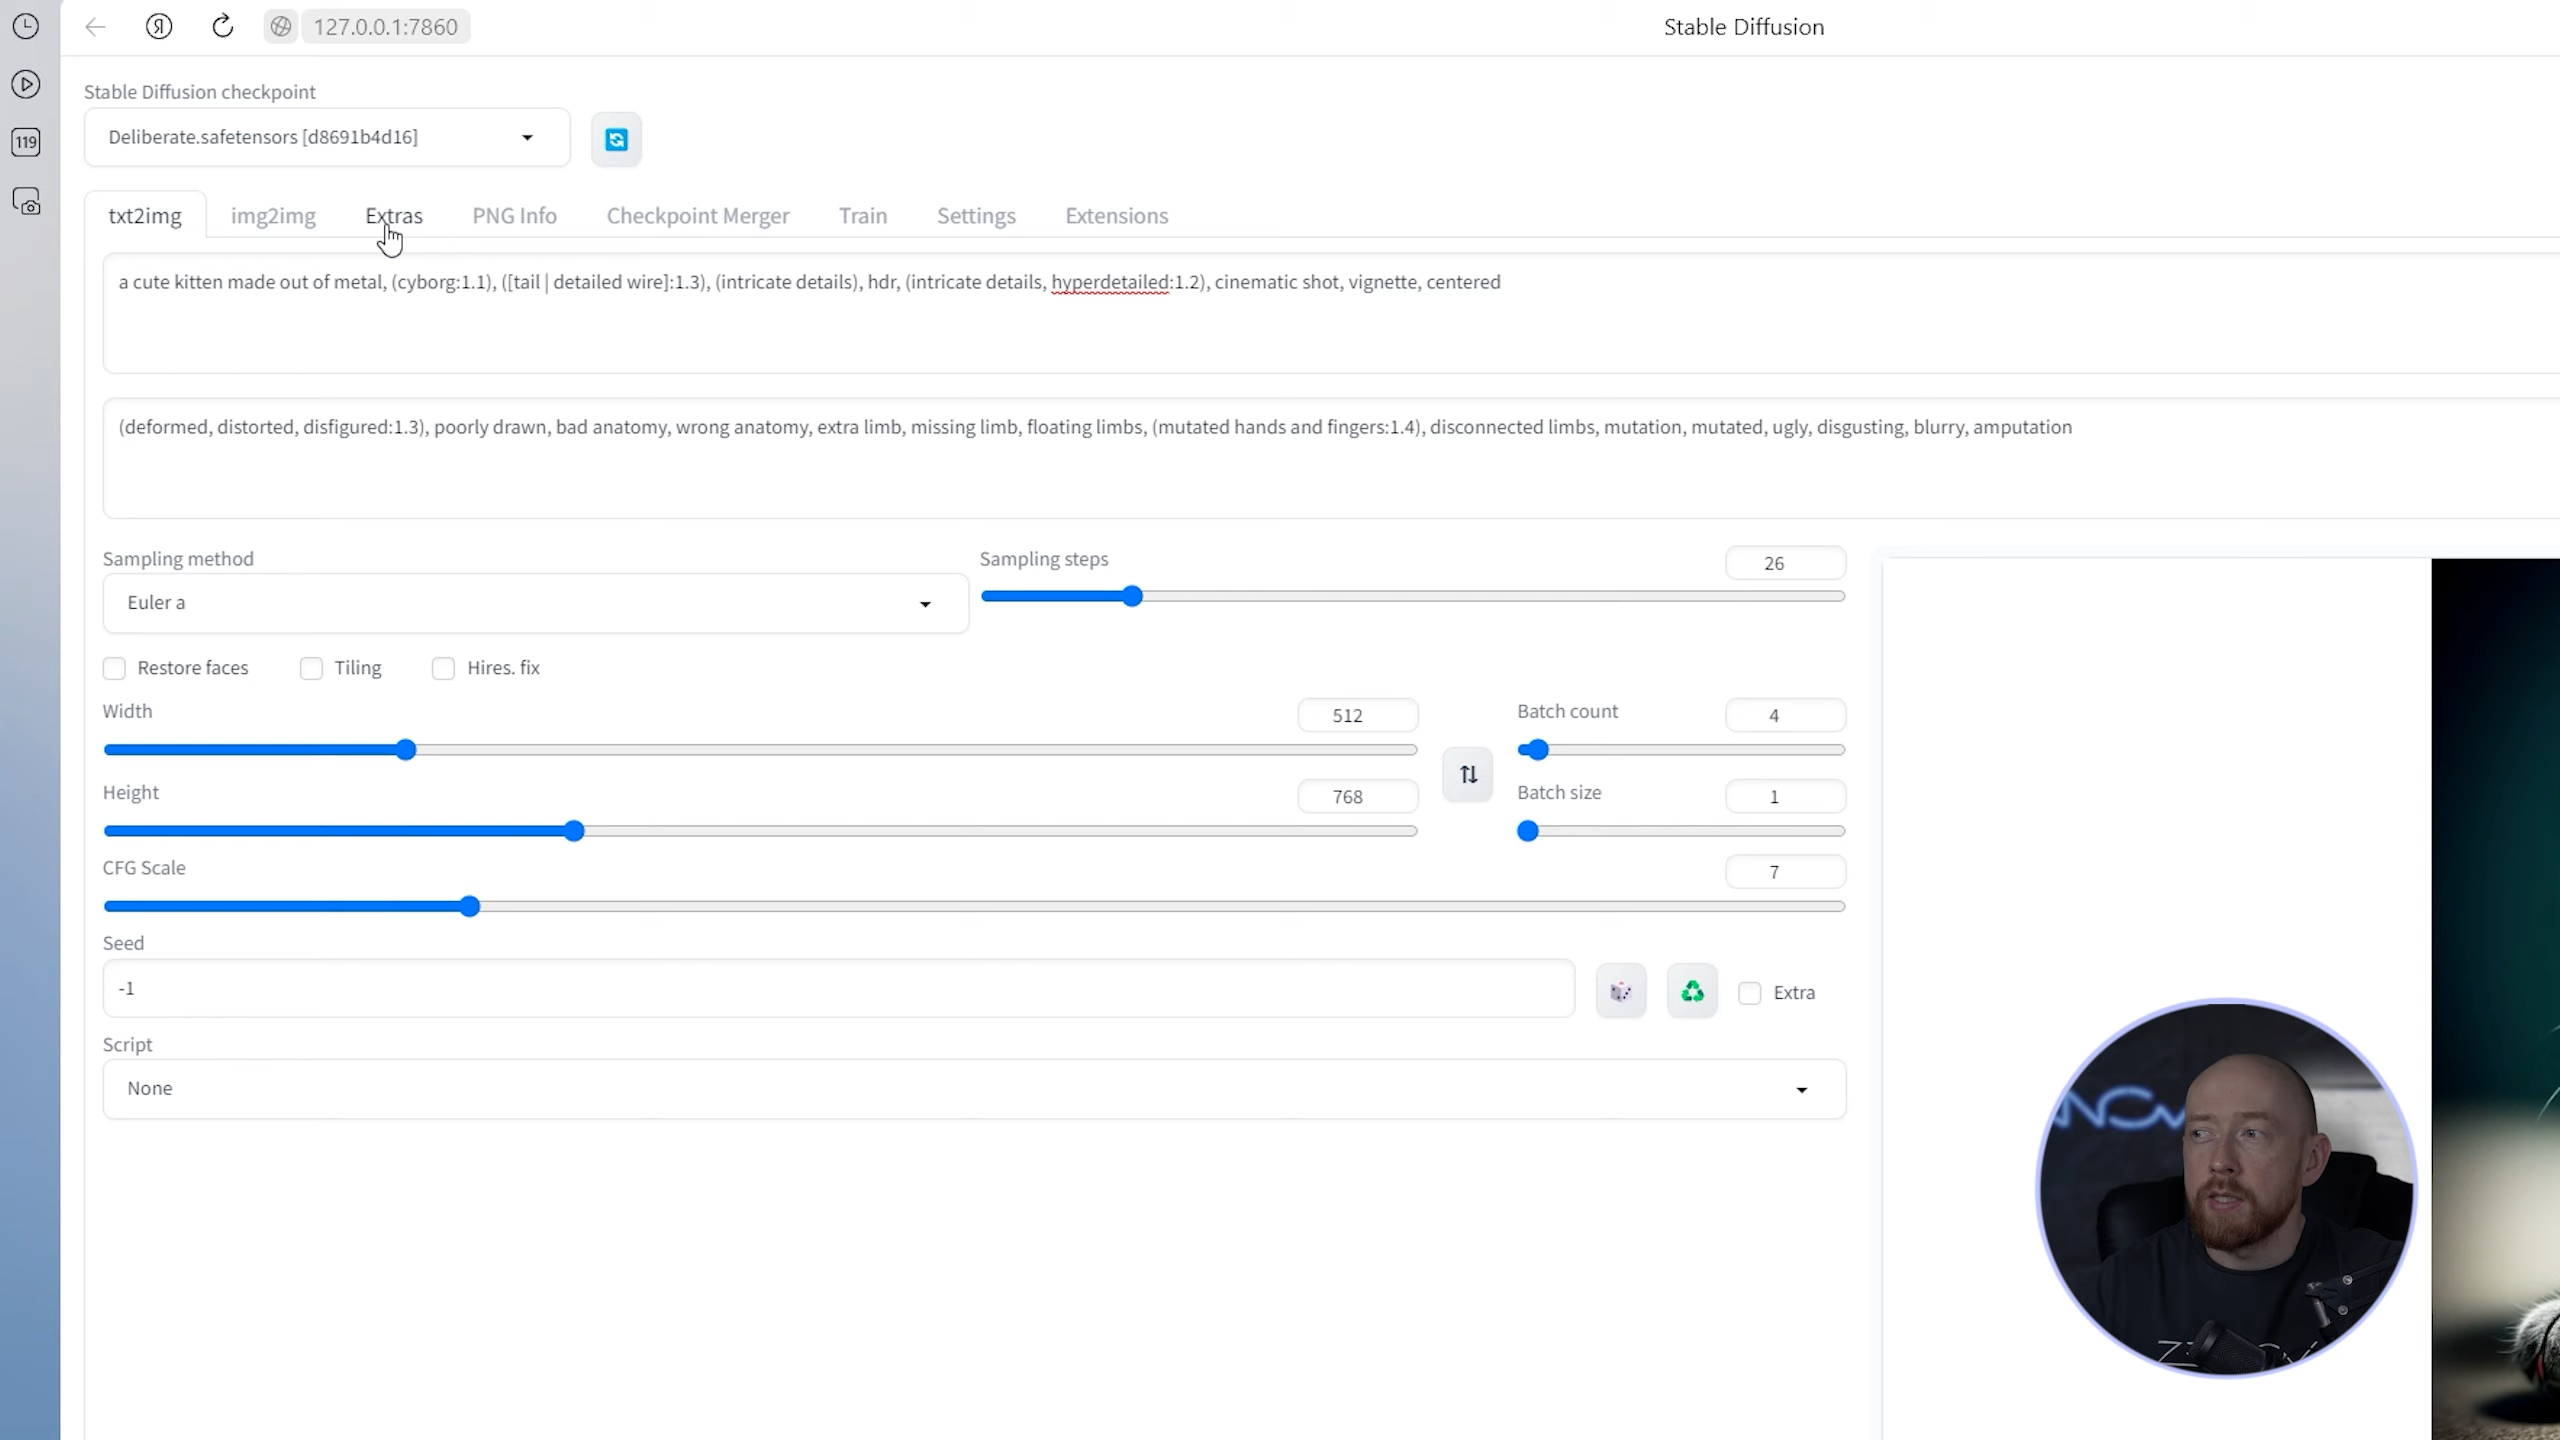 127.0.0.1:7860
Stable Diffusion
119
Stable Diffusion checkpoint
Deliberate.safetensors [d8691b4d16]
txt2img img2img Extras PNG Info Checkpoint Merger Train Settings Extensions
a cute kitten made out of metal, (cyborg:1.1), ([tail | detailed wire]:1.3), (intricate details), hdr, (intricate details, hyperdetailed:1.2), cinematic shot, vignette, centered
(deformed, distorted, disfigured:1.3), poorly drawn, bad anatomy, wrong anatomy, extra limb, missing limb, floating limbs, (mutated hands and fingers:1.4), disconnected limbs, mutation, mutated, ugly, disgusting, blurry, amputation
Sampling method
Euler a
Sampling steps
26
Restore faces Tiling Hires. fix
Width
512
Batch count
4
Height
768
Batch size
1
CFG Scale
7
Seed
-1
Extra
Script
None